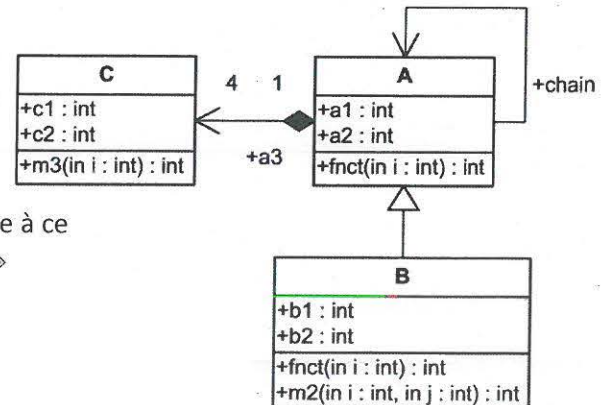 C
+c1 : int
+c2 : int
+m3(in i : int) : int
4 1
+a3
A
+a1 : int
+a2 : int
+fnct(in i : int) : int
+chain
e à ce
B
+b1 : int
+b2 : int
+fnct(in i : int) : int
+m2(in i : int, in j : int) : int